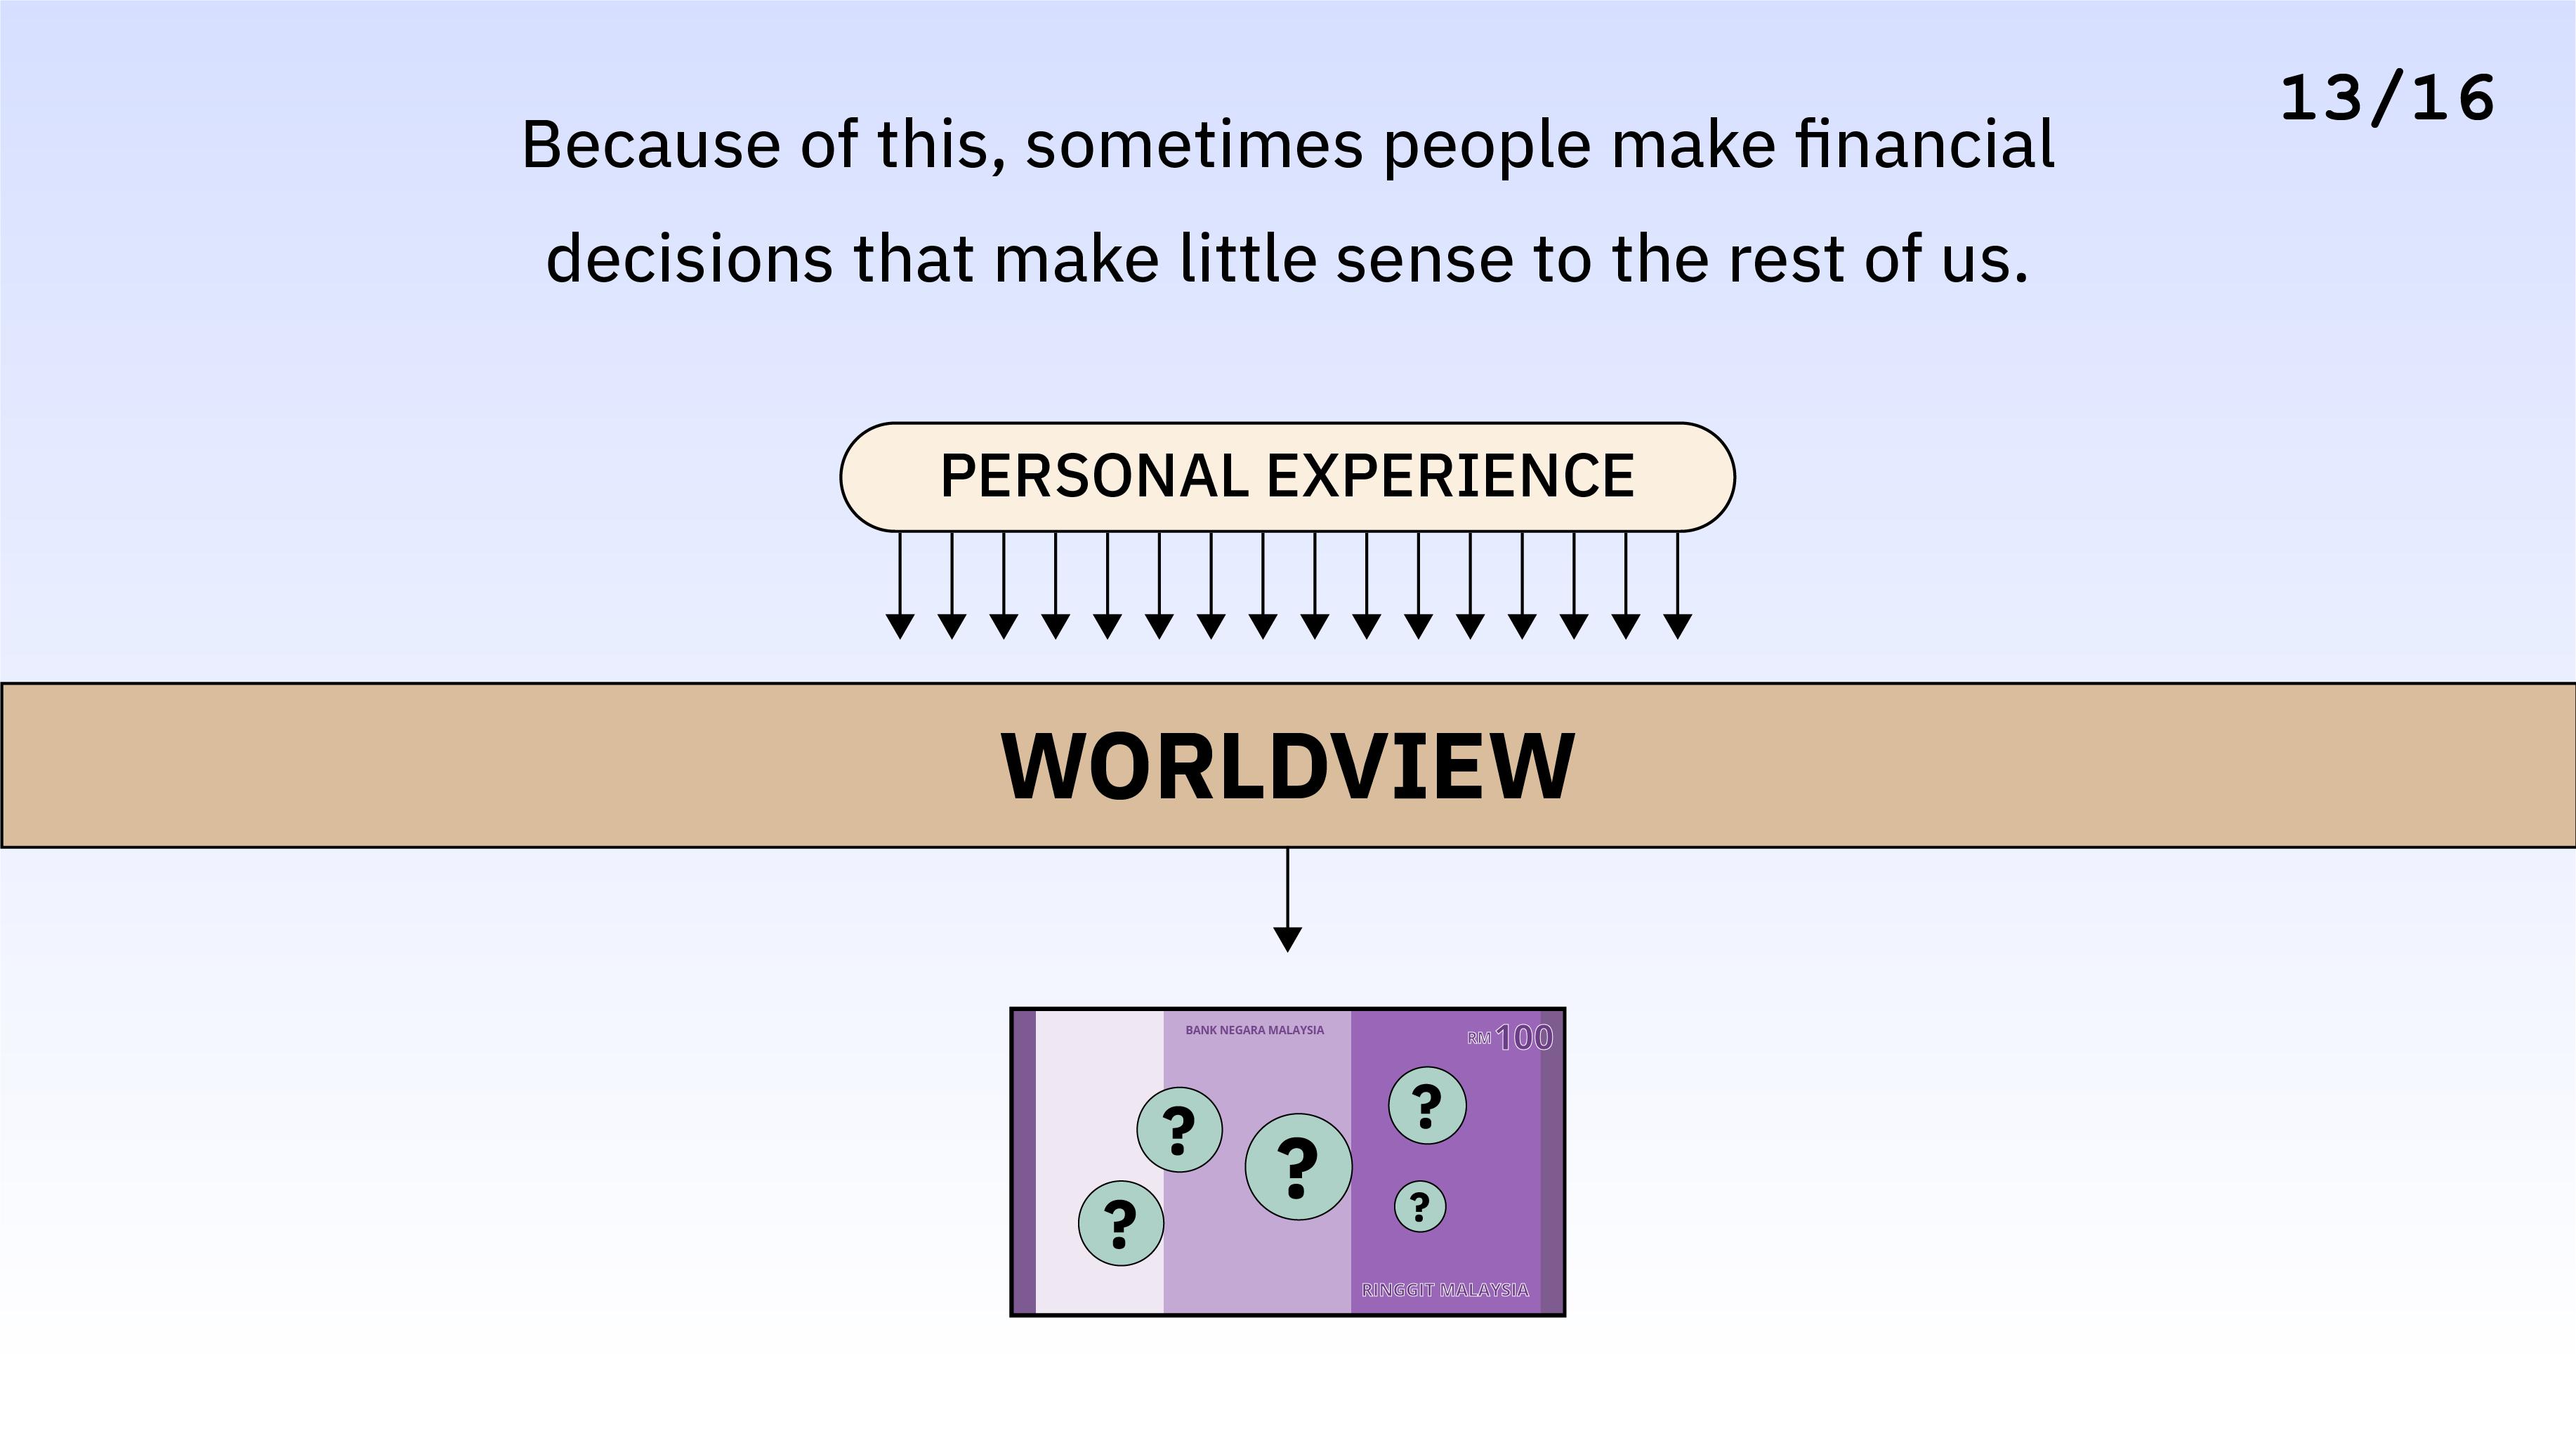 13/16
Because of this, sometimes people make financial
decisions that make little sense to the rest of us.
PERSONAL EXPERIENCE
WORLDVIEW
BANK NEGARA MALAYSIA
RM 100
?
?
?
?
?
RINGGIT MALAYSIA